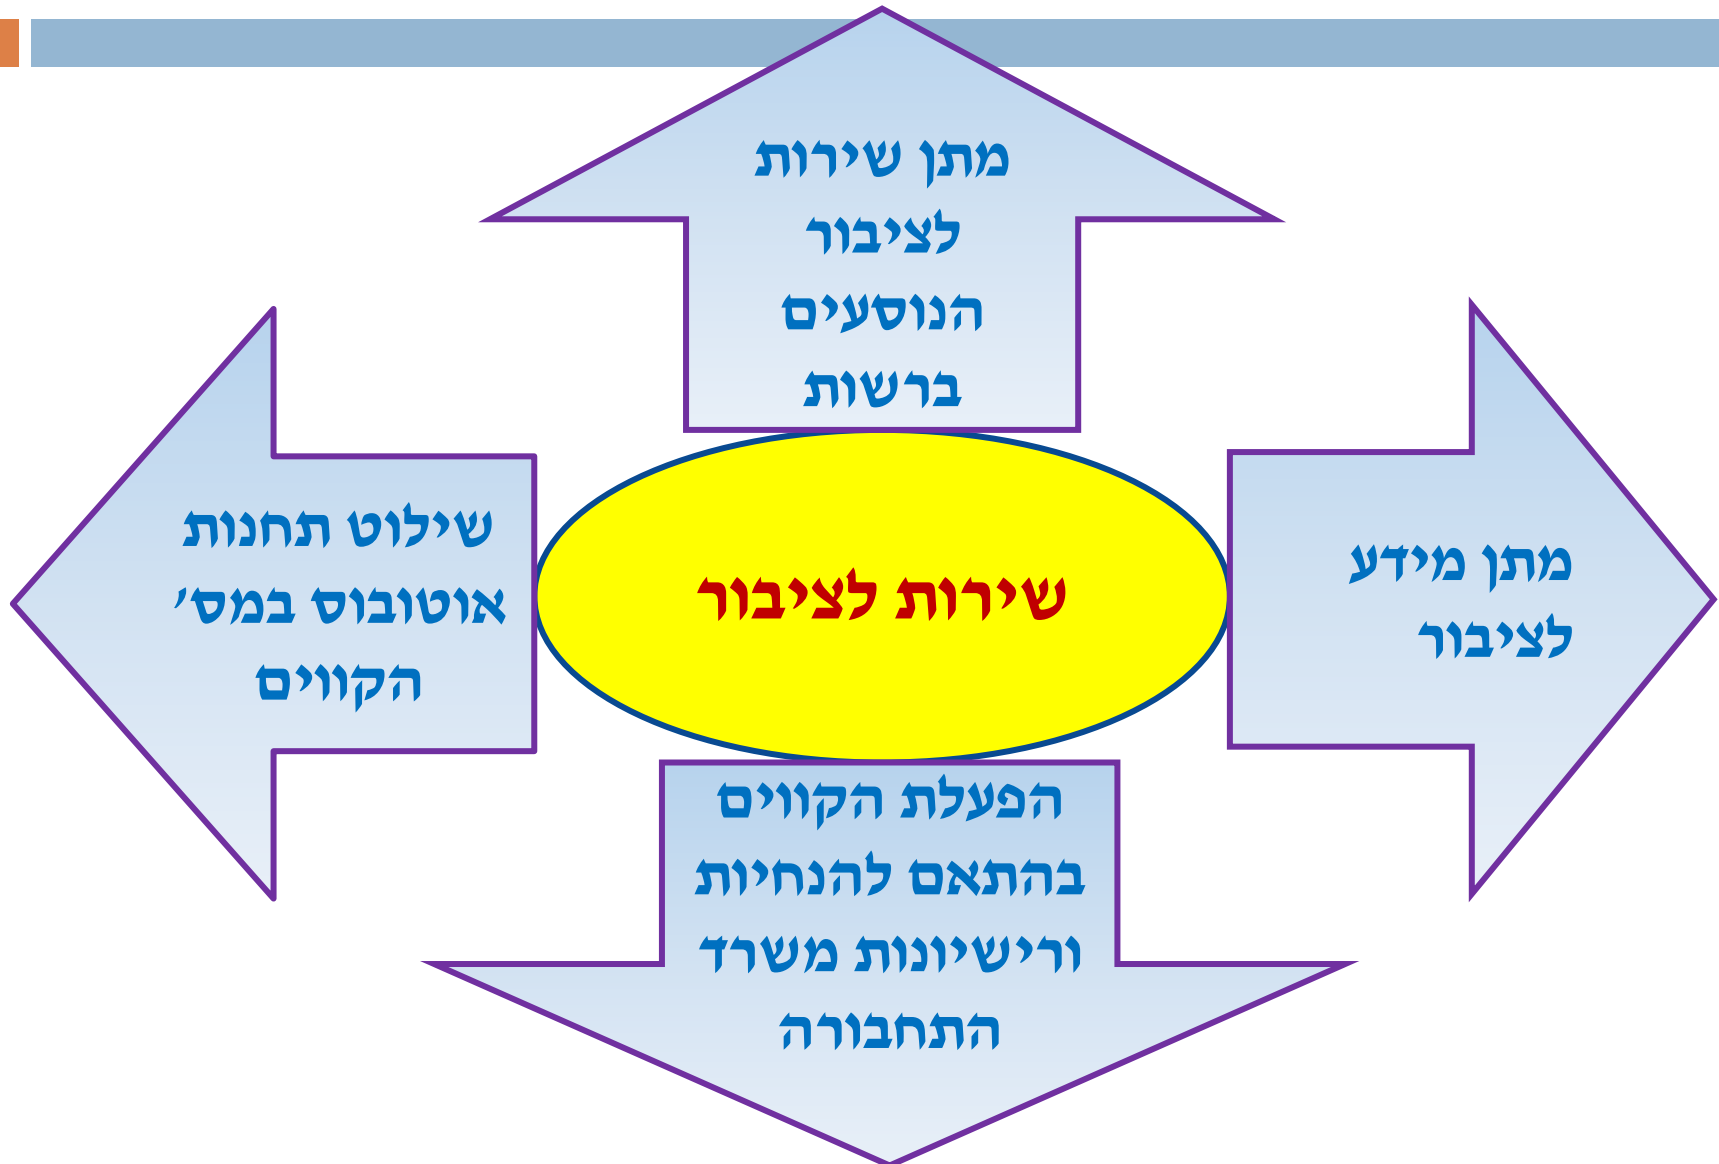 מתן שירות
לציבור
הנוסעים
ברשות
מתן מידע
לציבור
שירות לציבור
שילוט תחנות
אוטובוס במס'
הקווים
הפעלת הקווים
בהתאם להנחיות
ורישיונות משרד
התחבורה